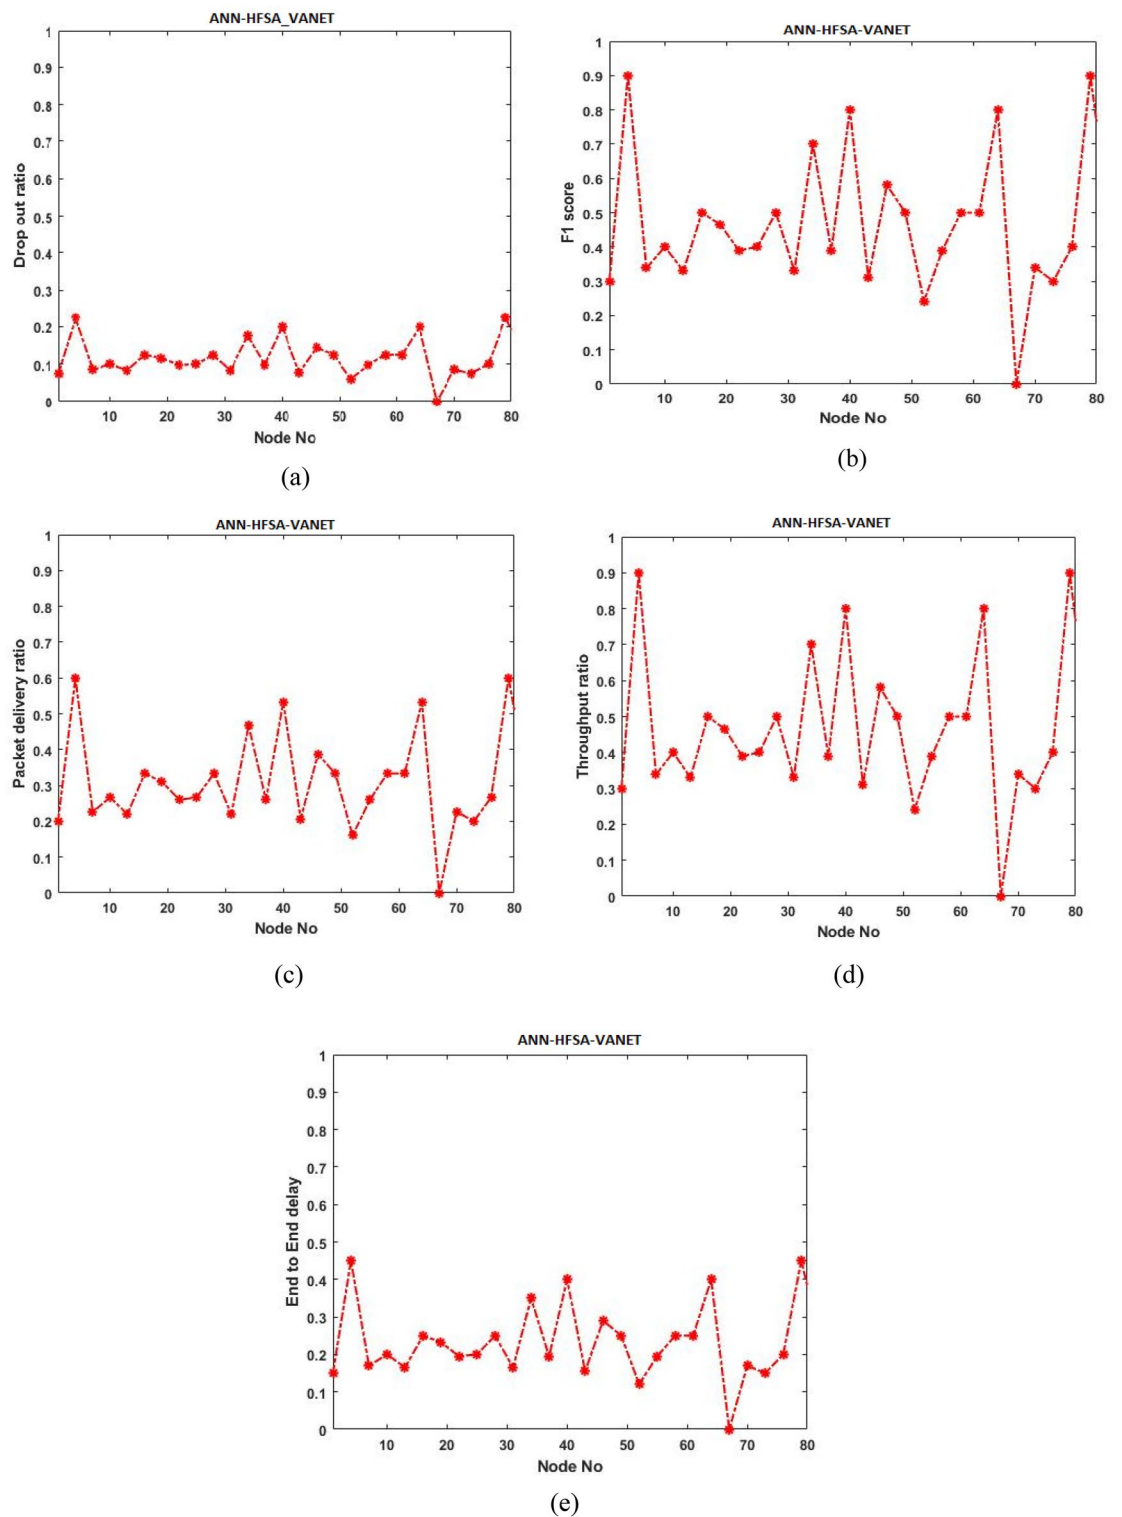 ANN-HFSA_VANET
1
0.9
0.8
0.7
0.6
0.5
0.4
0.3
0.2
0.1
0
Drop out ratio
10 20 30 40 50 60 70 80
Node No
(a)
ANN-HFSA-VANET
1
0.9
0.8
0.7
0.6
0.5
0.4
0.3
0.2
0.1
0
F1 score
10 20 30 40 50 60 70 80
Node No
(b)
ANN-HFSA-VANET
1
0.9
0.8
0.7
0.6
0.5
0.4
0.3
0.2
0.1
0
Packet delivery ratio
10 20 30 40 50 60 70 80
Node No
(c)
ANN-HFSA-VANET
1
0.9
0.8
0.7
0.6
0.5
0.4
0.3
0.2
0.1
0
Throughput ratio
10 20 30 40 50 60 70 80
Node No
(d)
ANN-HFSA-VANET
1
0.9
0.8
0.7
0.6
0.5
0.4
0.3
0.2
0.1
0
End to End delay
10 20 30 40 50 60 70 80
Node No
(e)